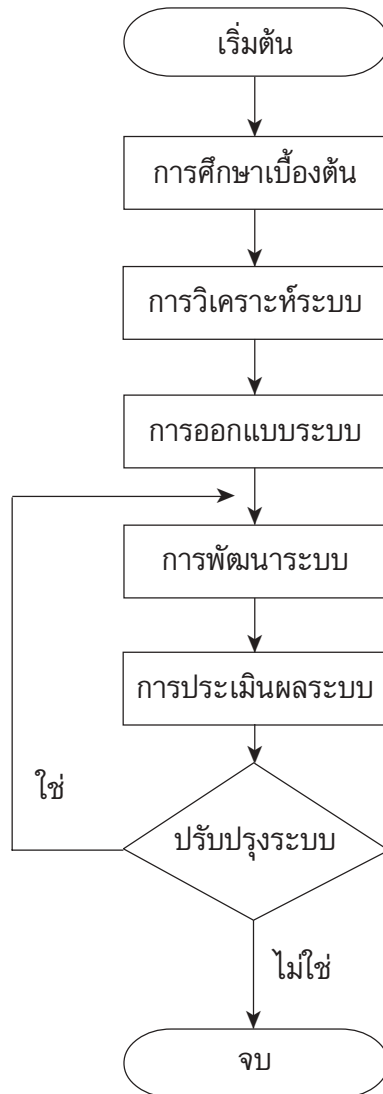 เริ่มต้น
การศึกษาเบื้องต้น
การวิเคราะห์ระบบ
การออกแบบระบบ
การพัฒนาระบบ
การประเมินผลระบบ
ใช่
ปรับปรุงระบบ
ไม่ใช่
จบ